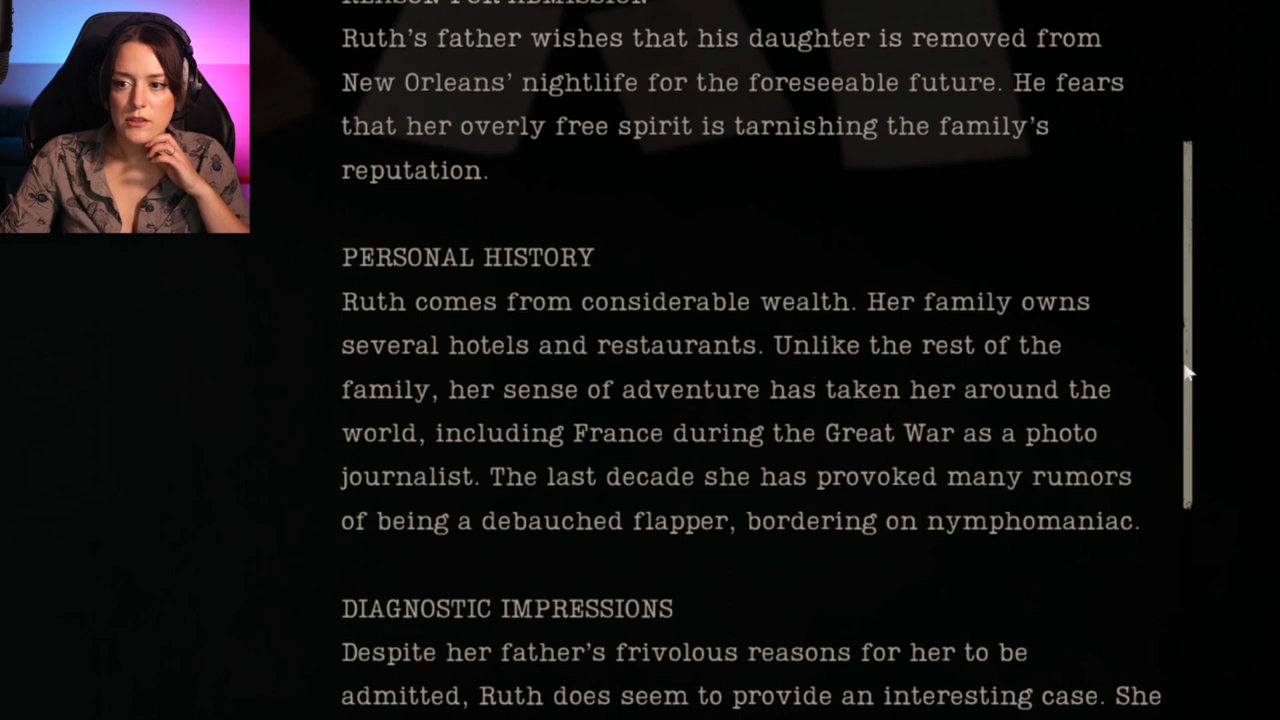 REASON FOR ADMISSION
Ruth's father wishes that his daughter is removed from
New Orleans' nightlife for the foreseeable future. He fears
that her overly free spirit is tarnishing the family's
reputation.
PERSONAL HISTORY
Ruth comes from considerable wealth. Her family owns
several hotels and restaurants. Unlike the rest of the
family, her sense of adventure has taken her around the
world, including France during the Great War as a photo
journalist. The last decade she has provoked many rumors
of being a debauched flapper, bordering on nymphomaniac.
DIAGNOSTIC IMPRESSIONS
Despite her father's frivolous reasons for her to be
admitted, Ruth does seem to provide an interesting case. She